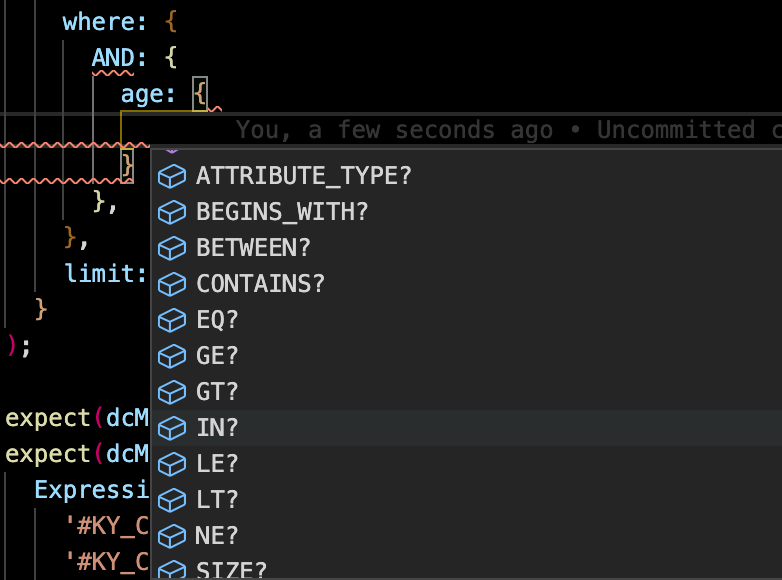 where: {
AND: {
age: {
You, a few seconds ago • Uncommitted c
}
ATTRIBUTE_TYPE?
BEGINS_WITH?
},
BETWEEN?
},
limit:
CONTAINS?
}
EQ?
);
GE?
GT?
expect(dcM
IN?
expect(dcM
LE?
Expressi
LT?
'#KY_C
NE?
'#KY_C
SIZE?